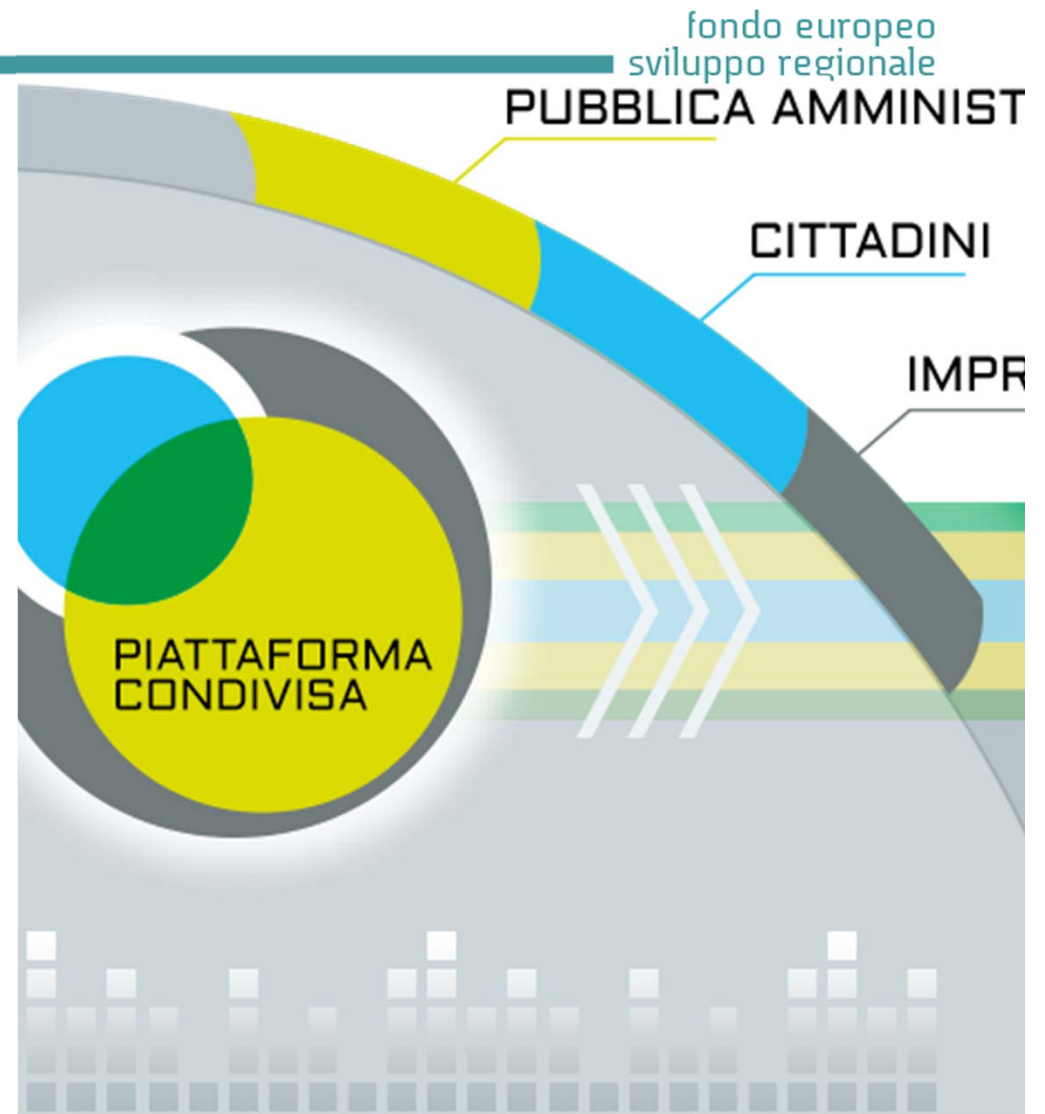 fondo europeo
sviluppo regionale
PUBBLICA AMMINIST
CITTADINI
IMPR
PIATTAFORMA
CONDIVISA